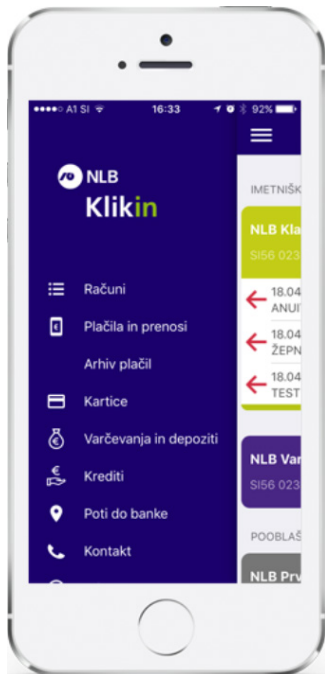 A1 SI 16:33 92%
NLB
Klikin
Računi
Plačila in prenosi
Arhiv plačil
Kartice
Varčevanja in depoziti
Krediti
Poti do banke
Kontakt
IMETNIŠK
NLB Kla
SI56 023
18.04
ANUI
18.04
ŽEPN
18.04
TEST
NLB Var
SI56 023
POOBLAŠ
NLB Prv